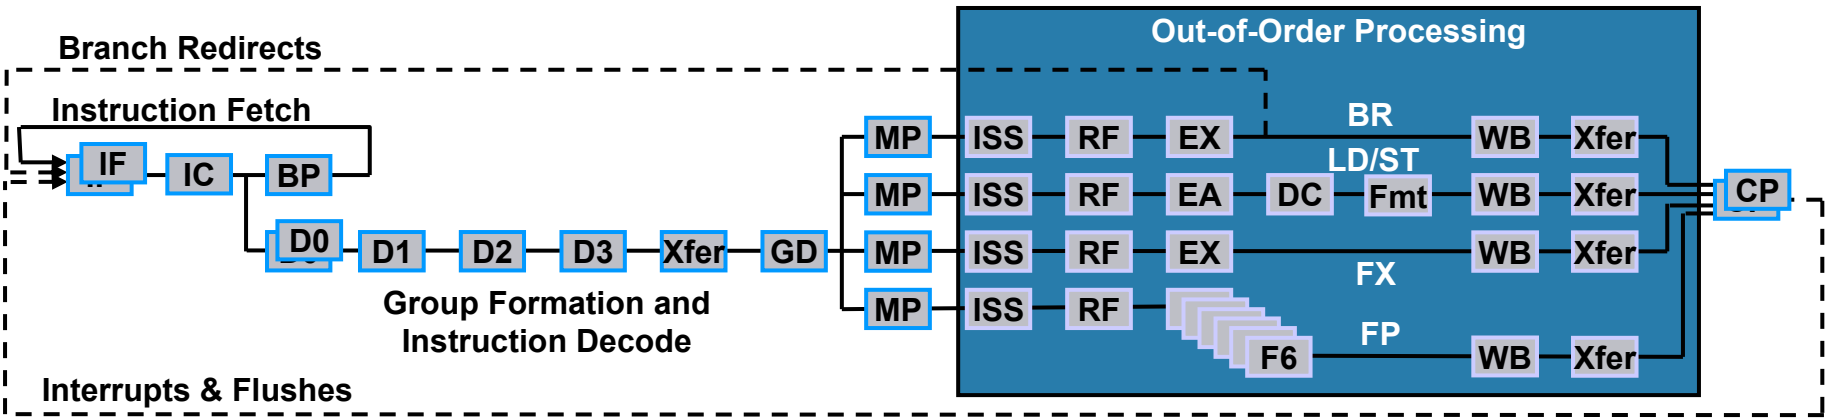 Out-of-Order Processing
Branch Redirects
Instruction Fetch
MP ISS RF EX BR WB Xfer
IF IC BP
LD/ST
MP ISS RF EA DC Fmt WB Xfer CP
D0 D1 D2 D3 Xfer GD MP ISS RF EX WB Xfer
FX
Group Formation and
Instruction Decode
MP ISS RF
FP
F6 WB Xfer
Interrupts & Flushes